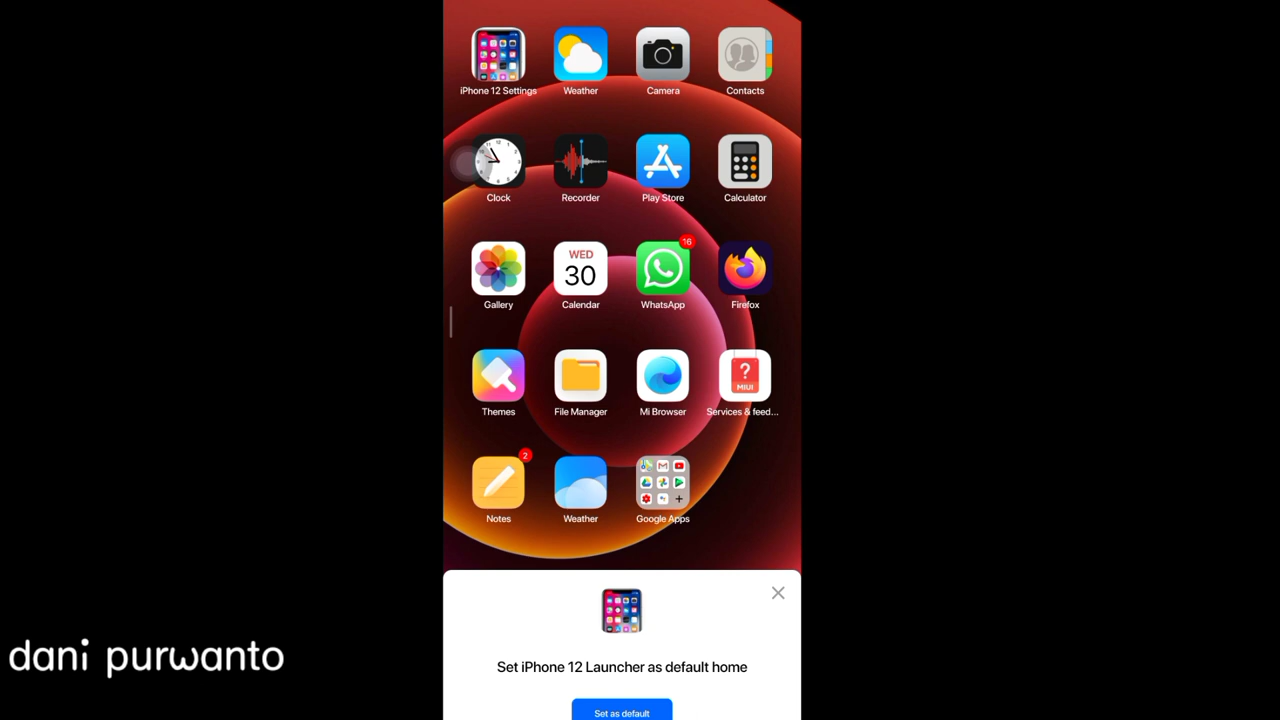 iPhone 12 Settings
Weather
Camera
Contacts
Clock
Recorder
Play Store
Calculator
WED
30
16
Gallery
Calendar
WhatsApp
Firefox
?
MIUI
Themes
File Manager
Mi Browser
Services & feed...
2
Notes
Weather
Google Apps
Set iPhone 12 Launcher as default home
Set as default
dani purwanto